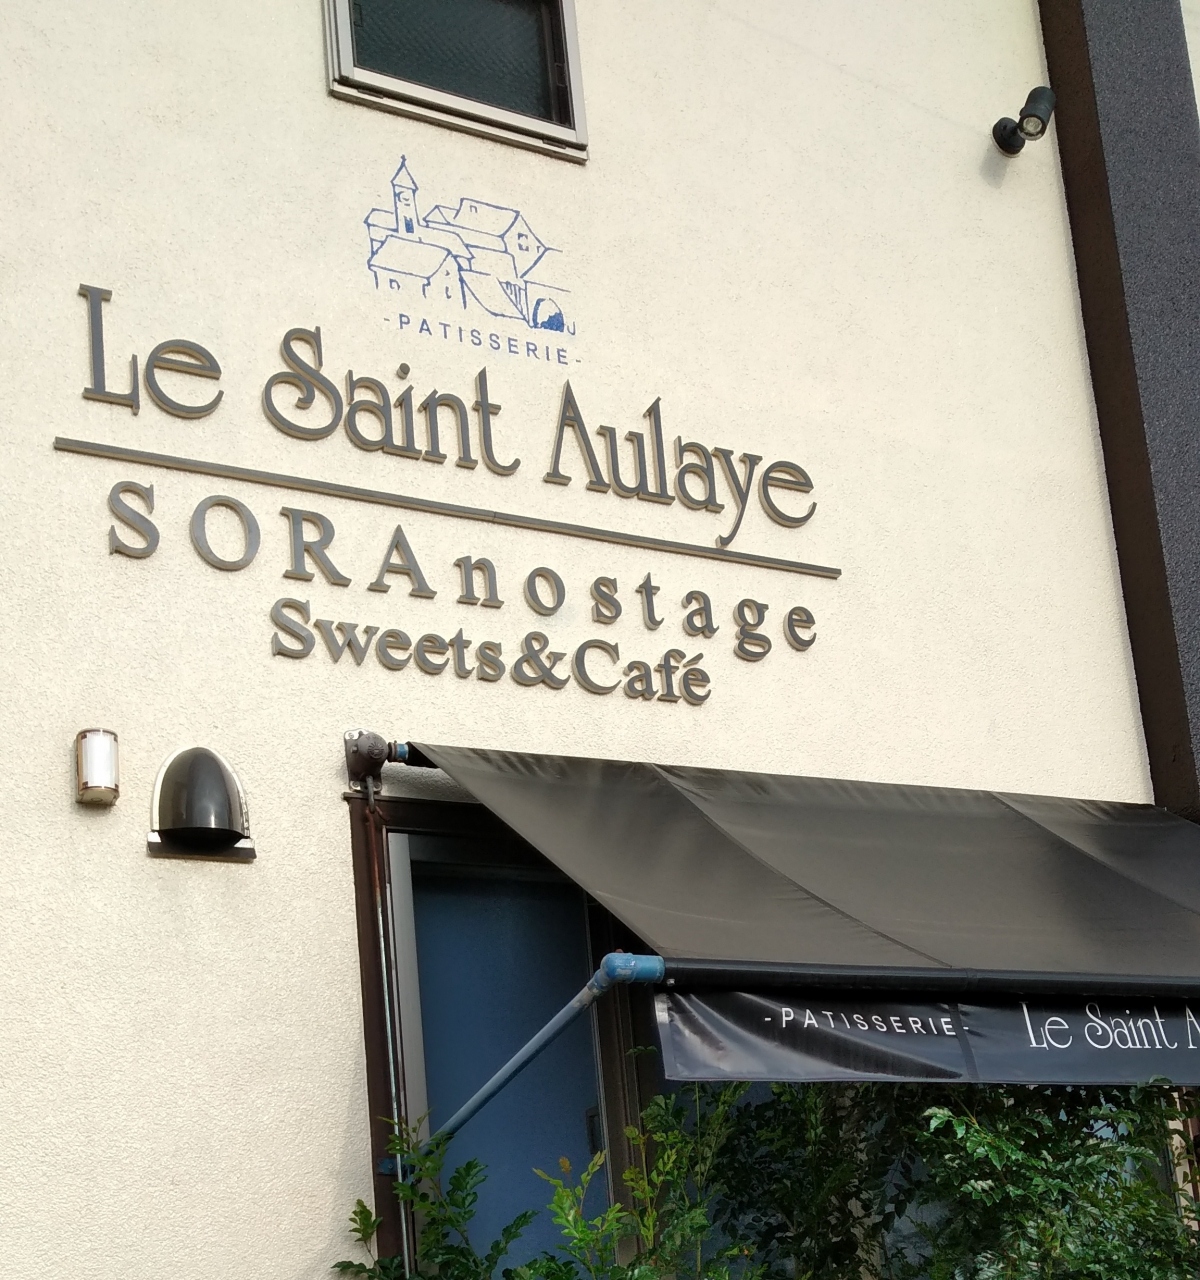 -PATISSERIE-
Le Saint Aulaye
SORAnostage
Sweets&Café
-PATISSERIE- Le Saint A